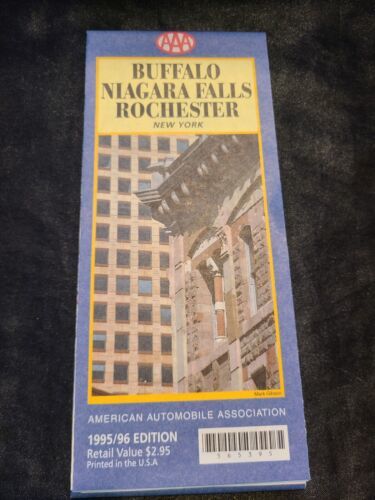 AAA
BUFFALO
NIAGARA FALLS
ROCHESTER
NEW YORK
Mark Gibson
AMERICAN AUTOMOBILE ASSOCIATION
1995/96 EDITION
Retail Value $2.95
Printed in the U.S.A
365395